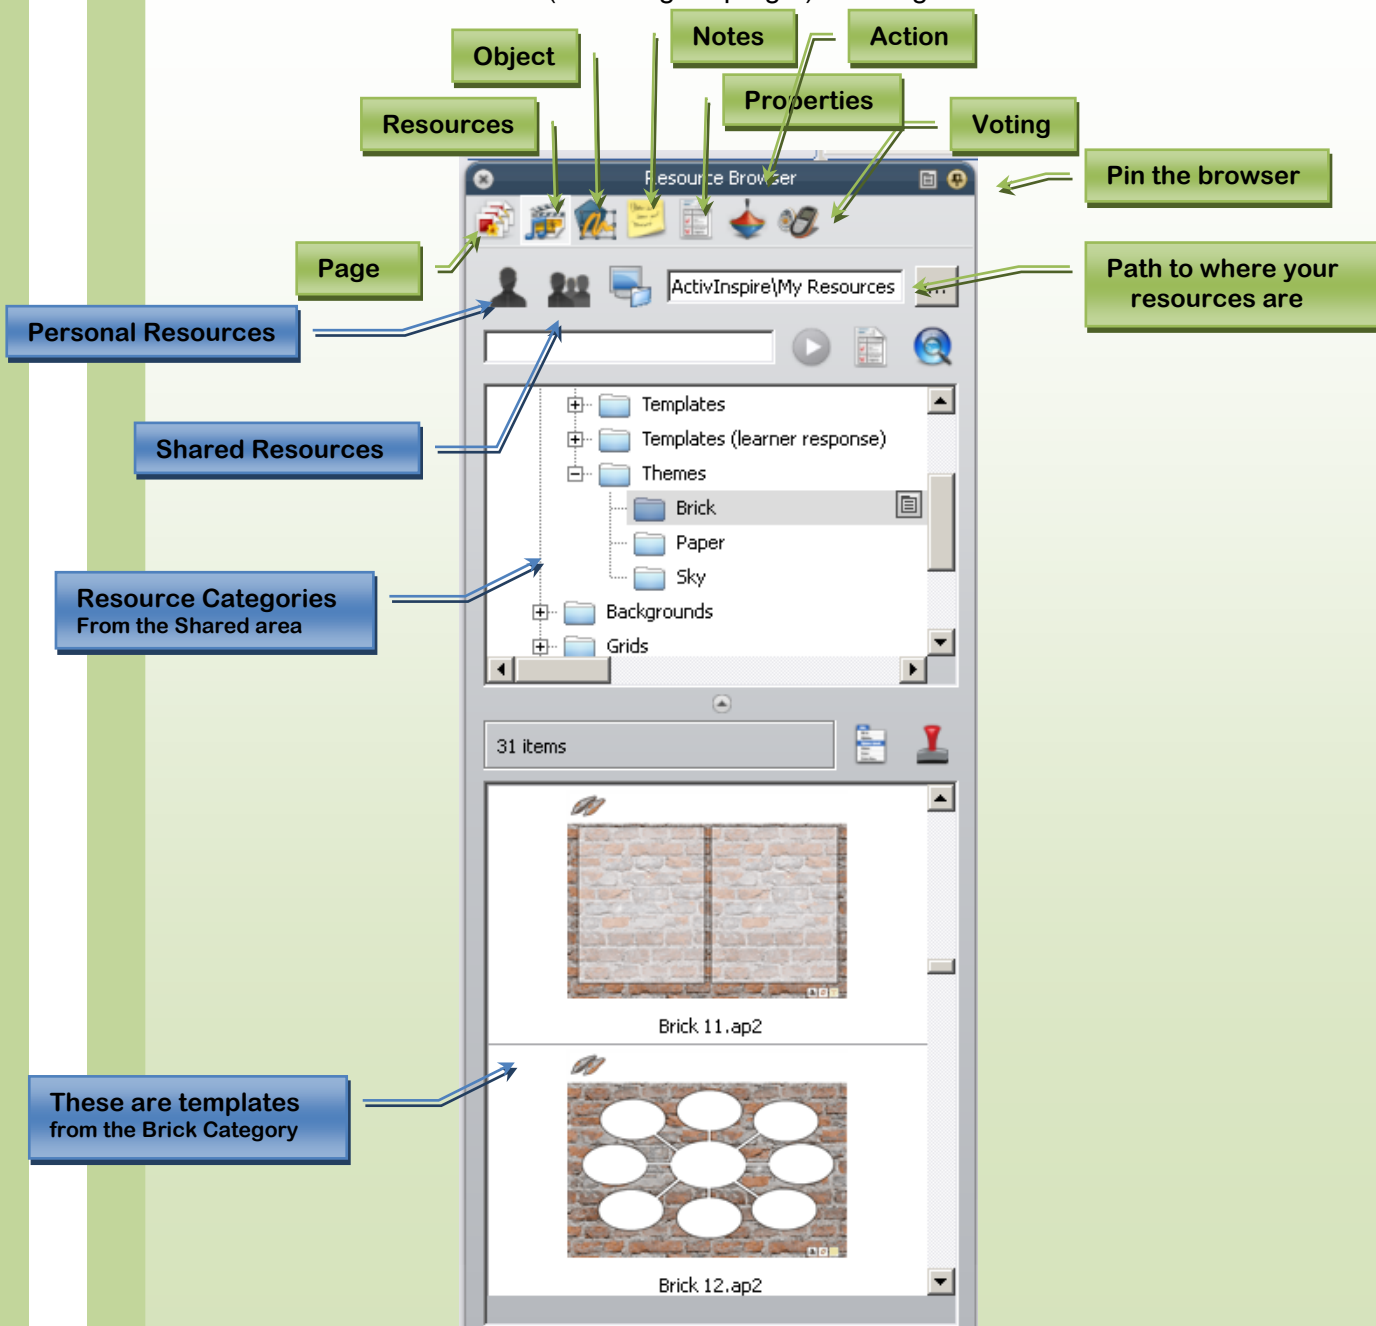 Notes
Action
Object
Properties
Resources
Voting
Resource Browser
Pin the browser
Page
Path to where your
resources are
ActivInspire\My Resources
...
Personal Resources
Templates
Shared Resources
Templates (learner response)
Themes
Brick
Paper
Sky
Resource Categories
From the Shared area
Backgrounds
Grids
31 items
Brick 11.ap2
These are templates
from the Brick Category
Brick 12.ap2